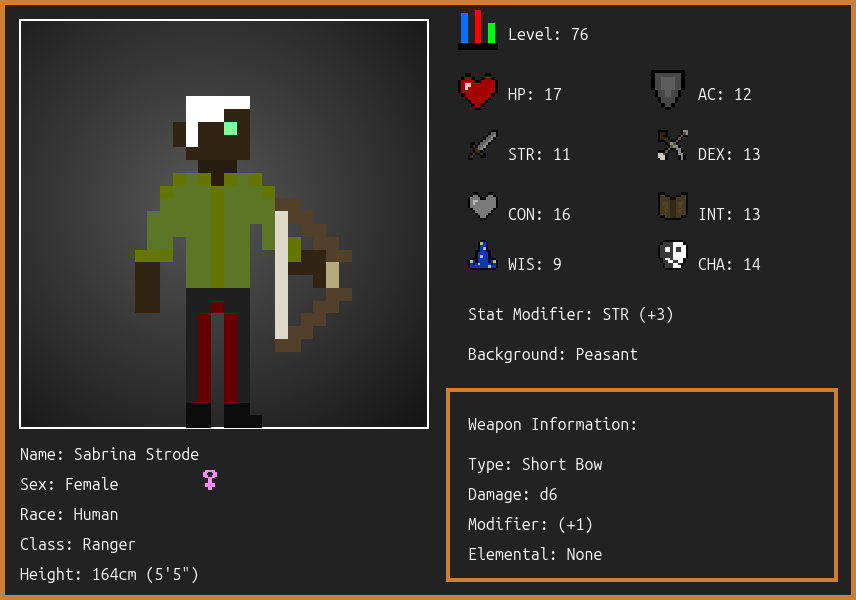 Level: 76
HP: 17
AC: 12
STR: 11
DEX: 13
CON: 16
INT: 13
WIS: 9
CHA: 14
Stat Modifier: STR (+3)
Background: Peasant
Weapon Information:
Type: Short Bow
Damage: d6
Modifier: (+1)
Elemental: None
Name: Sabrina Strode
Sex: Female
Race: Human
Class: Ranger
Height: 164cm (5'5")